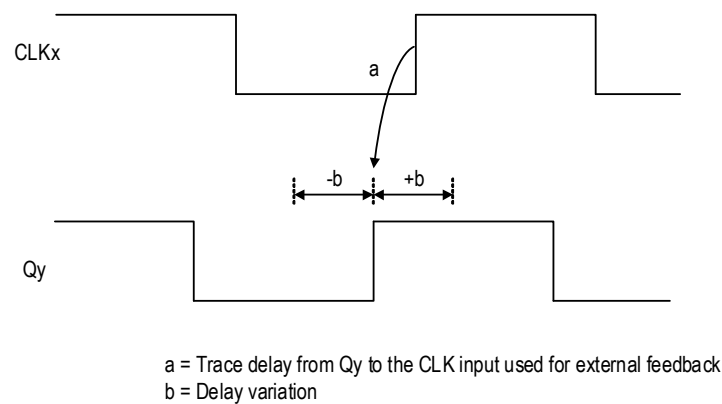 CLKx
a
-b
+b
Qy
a = Trace delay from Qy to the CLK input used for external feedback
b = Delay variation